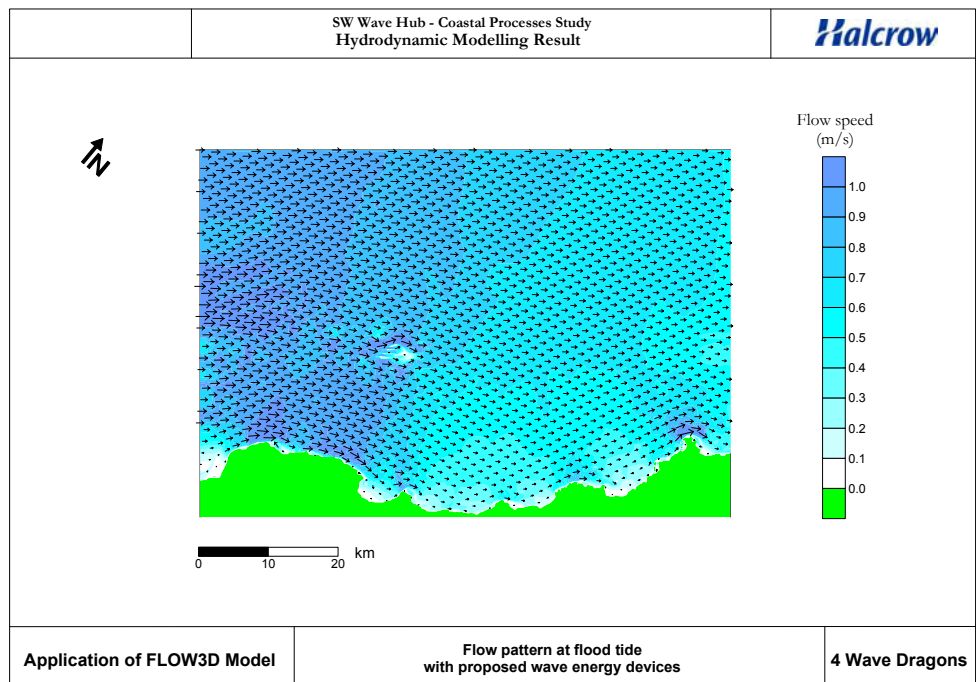 SW Wave Hub - Coastal Processes Study
Hydrodynamic Modelling Result
Halcrow
N
Flow speed
(m/s)
1.0
0.9
0.8
0.7
0.6
0.5
0.4
0.3
0.2
0.1
0.0
0 10 20 km
Application of FLOW3D Model
Flow pattern at flood tide
with proposed wave energy devices
4 Wave Dragons